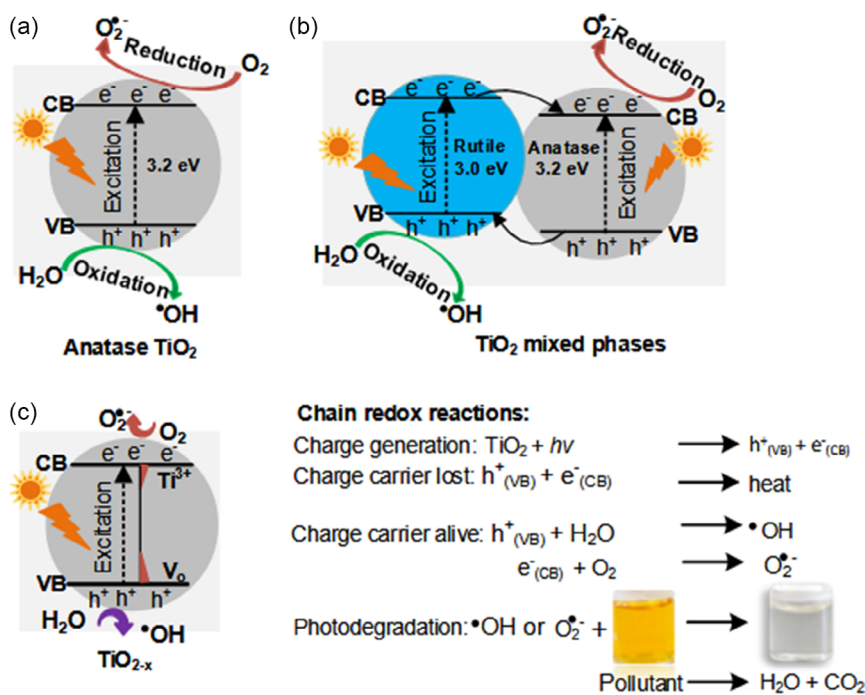 (a)
O₂•⁻
Reduction
O₂
CB
e⁻ e⁻ e⁻
Excitation
3.2 eV
VB
h⁺ h⁺ h⁺
H₂O
Oxidation
•OH
Anatase TiO₂
(b)
O₂•⁻
Reduction
O₂
CB
e⁻ e⁻ e⁻
Excitation
Rutile
3.0 eV
h⁺ h⁺ h⁺
VB
e⁻ e⁻ e⁻
CB
Anatase
3.2 eV
Excitation
h⁺ h⁺ h⁺
VB
H₂O
Oxidation
•OH
TiO₂ mixed phases
(c)
O₂•⁻
O₂
e⁻ e⁻ e⁻
CB
Ti³⁺
Excitation
Vₒ
VB
h⁺ h⁺ h⁺
H₂O
•OH
TiO₂₋ₓ
Chain redox reactions:
Charge generation: TiO₂ + hv → h⁺(VB) + e⁻(CB)
Charge carrier lost: h⁺(VB) + e⁻(CB) → heat
Charge carrier alive: h⁺(VB) + H₂O → •OH
e⁻(CB) + O₂ → O₂•⁻
Photodegradation: •OH or O₂•⁻ + →
Pollutant → H₂O + CO₂